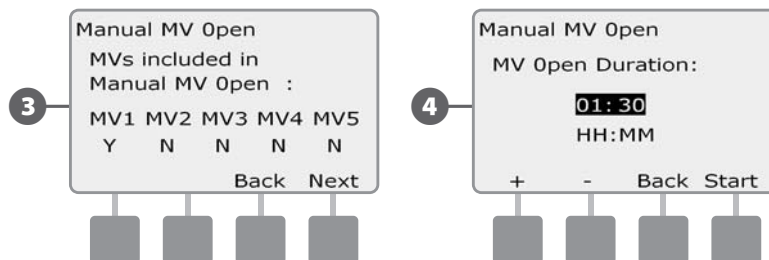 3
Manual MV Open
MVs included in
Manual MV Open :
MV1 MV2 MV3 MV4 MV5
Y N N N N
Back Next
4
Manual MV Open
MV Open Duration:
01:30
HH:MM
+ - Back Start